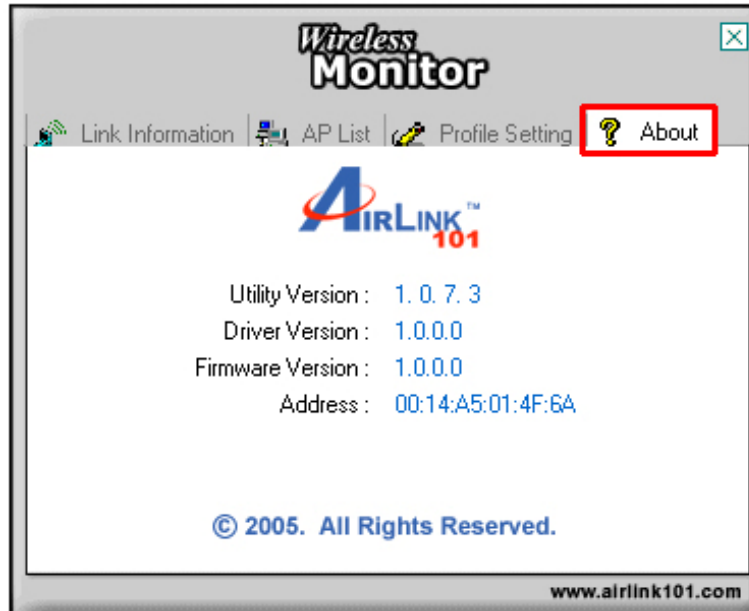 Wireless
Monitor
Link Information AP List Profile Setting About
AIRLINK™
101
Utility Version : 1. 0. 7. 3
Driver Version : 1.0.0.0
Firmware Version : 1.0.0.0
Address : 00:14:A5:01:4F:6A
© 2005. All Rights Reserved.
www.airlink101.com